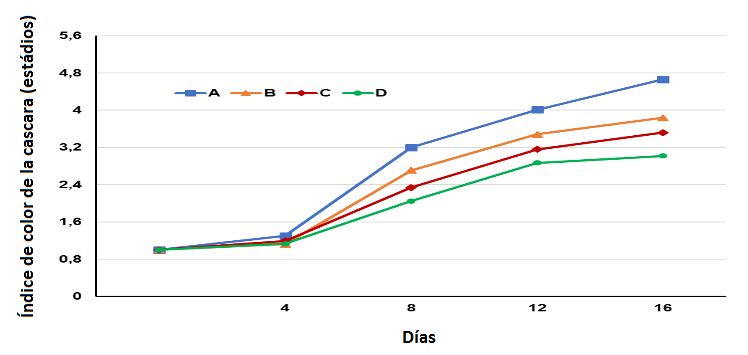 Índice de color de la cascara (estádios)
5,6
4,8
4
3,2
2,4
1,6
0,8
0
A B C D
4 8 12 16
Días